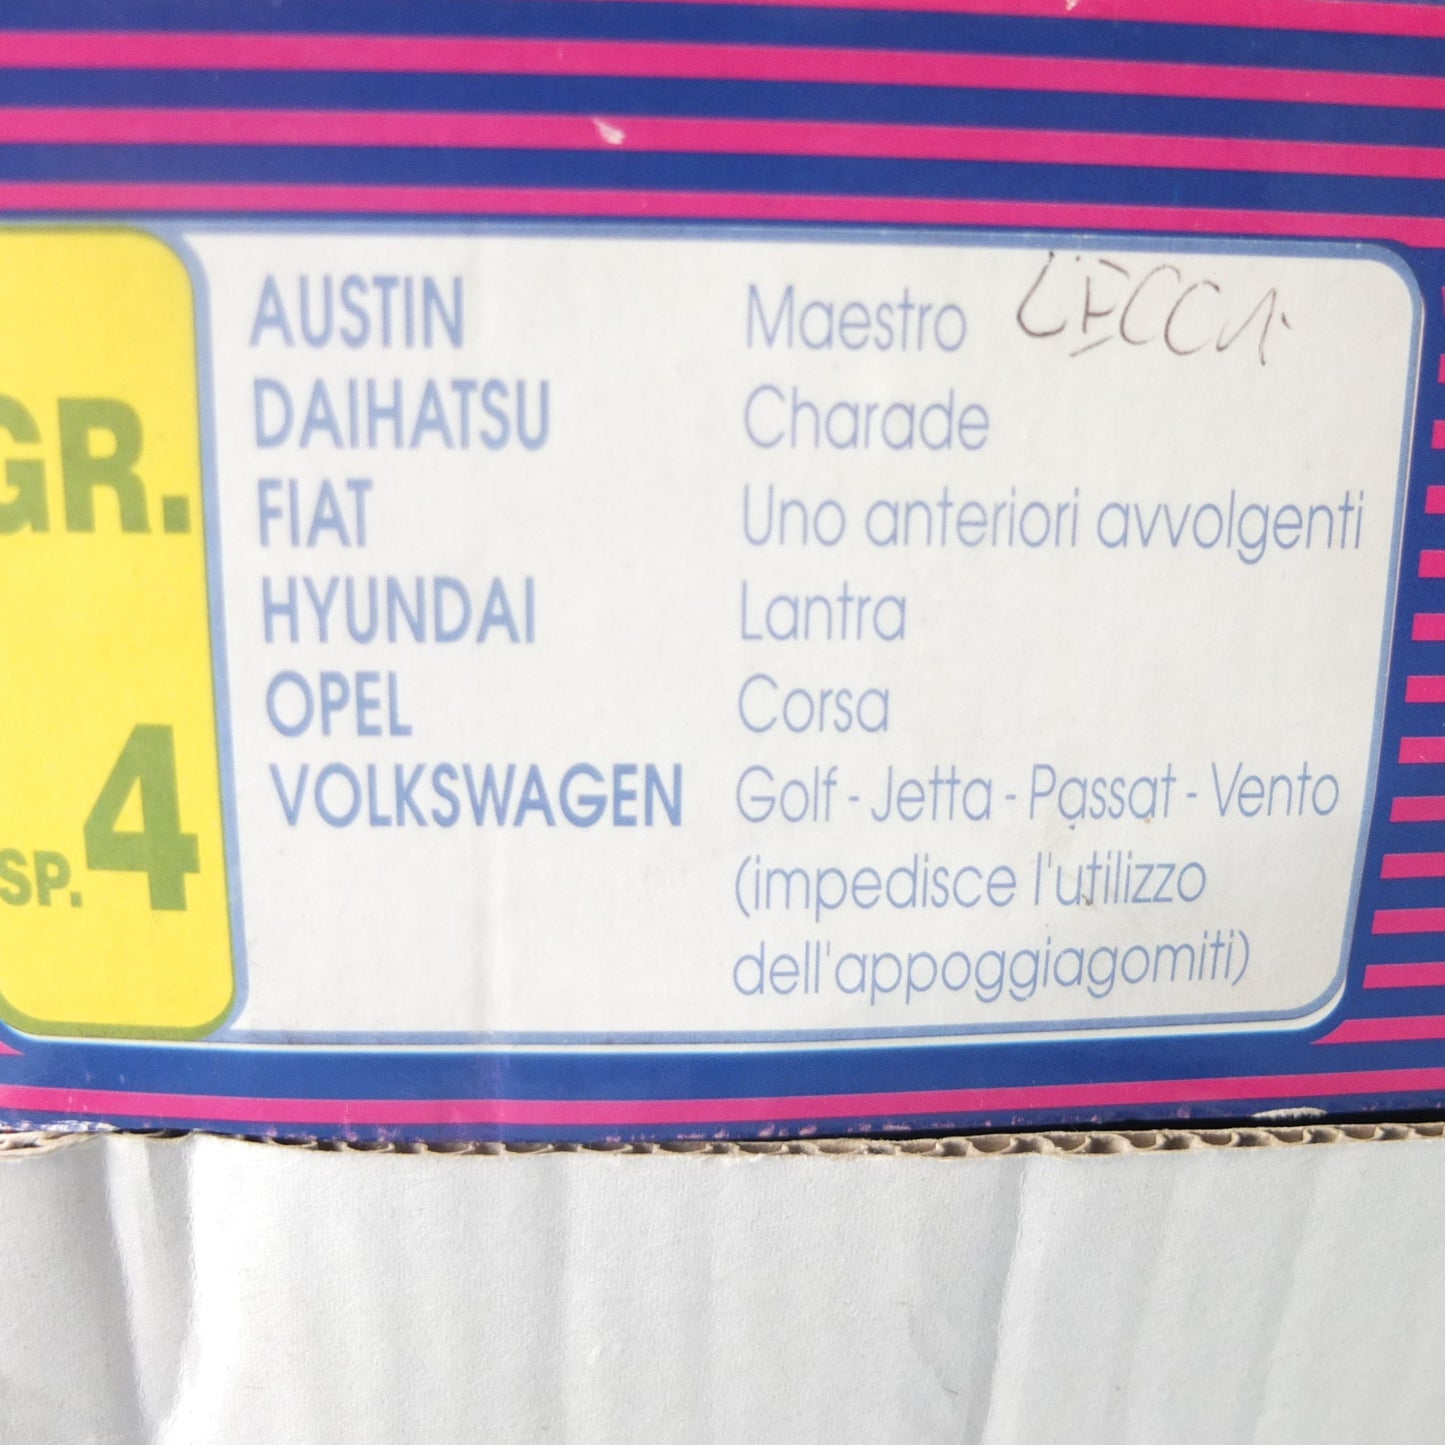 GR.
SP. 4
AUSTIN Maestro LECCA
DAIHATSU Charade
FIAT Uno anteriori avvolgenti
HYUNDAI Lantra
OPEL Corsa
VOLKSWAGEN Golf - Jetta - Passat - Vento
(impedisce l'utilizzo
dell'appoggiagomiti)